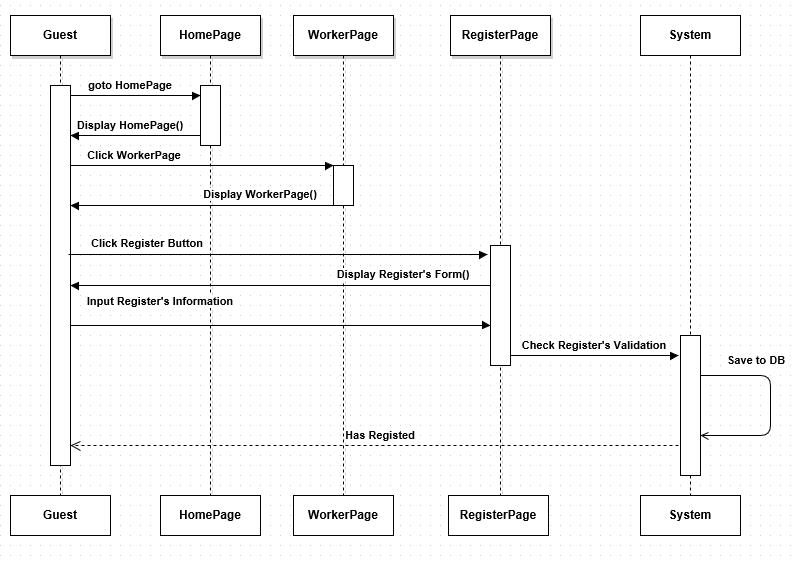 Guest
HomePage
WorkerPage
RegisterPage
System
goto HomePage
Display HomePage()
Click WorkerPage
Display WorkerPage()
Click Register Button
Display Register's Form()
Input Register's Information
Check Register's Validation
Save to DB
Has Registed
Guest
HomePage
WorkerPage
RegisterPage
System